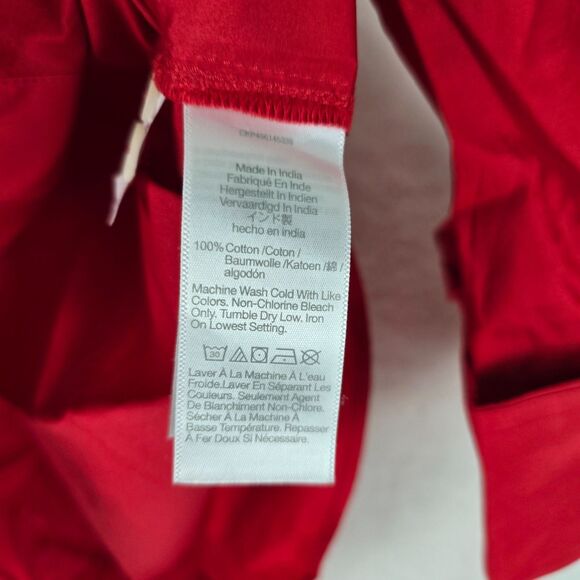 Made In India
Fabriqué En Inde
Hergestellt In Indien
Vervaardigd In Indien
インド製
hecho en india
100% Cotton /Coton /
Baumwolle /Katoen /綿 /
algodón
Machine Wash Cold With Like
Colors. Non-Chlorine Bleach
Only. Tumble Dry Low. Iron
On Lowest Setting.
30
Laver À La Machine À L'eau
Froide.Laver En Séparant Les
Couleurs. Seulement Agent
De Blanchiment Non-Chlore.
Sécher À La Machine À
Basse Température. Repasser
À Fer Doux Si Nécessaire.